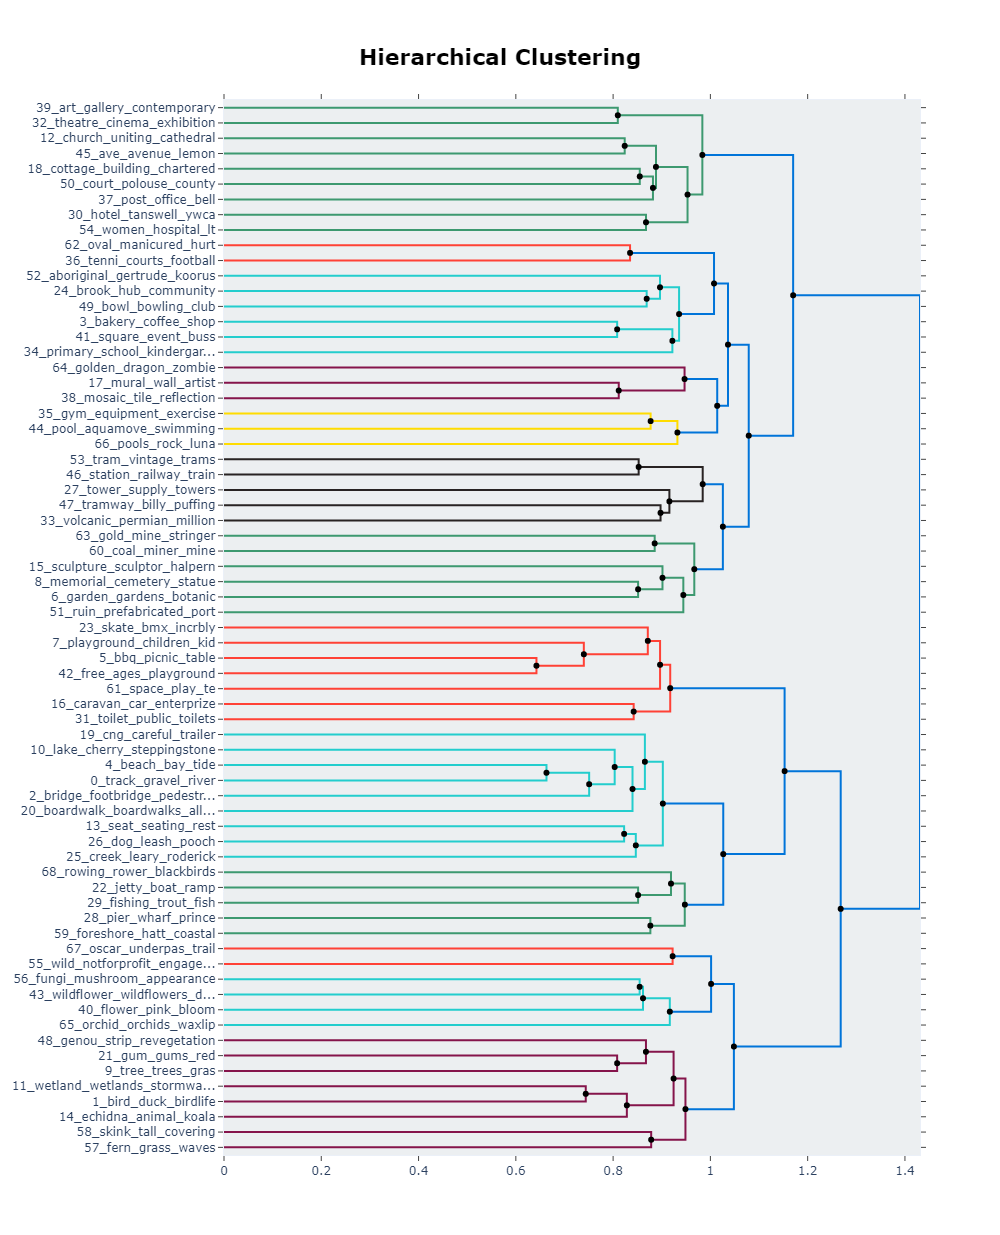 Hierarchical Clustering
39_art_gallery_contemporary
32_theatre_cinema_exhibition
12_church_uniting_cathedral
45_ave_avenue_lemon
18_cottage_building_chartered
50_court_polouse_county
37_post_office_bell
30_hotel_tanswell_ywca
54_women_hospital_lt
62_oval_manicured_hurt
36_tenni_courts_football
52_aboriginal_gertrude_koorus
24_brook_hub_community
49_bowl_bowling_club
3_bakery_coffee_shop
41_square_event_buss
34_primary_school_kindergar...
64_golden_dragon_zombie
17_mural_wall_artist
38_mosaic_tile_reflection
35_gym_equipment_exercise
44_pool_aquamove_swimming
66_pools_rock_luna
53_tram_vintage_trams
46_station_railway_train
27_tower_supply_towers
47_tramway_billy_puffing
33_volcanic_permian_million
63_gold_mine_stringer
60_coal_miner_mine
15_sculpture_sculptor_halpern
8_memorial_cemetery_statue
6_garden_gardens_botanic
51_ruin_prefabricated_port
23_skate_bmx_incrbly
7_playground_children_kid
5_bbq_picnic_table
42_free_ages_playground
61_space_play_te
16_caravan_car_enterprize
31_toilet_public_toilets
19_cng_careful_trailer
10_lake_cherry_steppingstone
4_beach_bay_tide
0_track_gravel_river
2_bridge_footbridge_pedestr...
20_boardwalk_boardwalks_all...
13_seat_seating_rest
26_dog_leash_pooch
25_creek_leary_roderick
68_rowing_rower_blackbirds
22_jetty_boat_ramp
29_fishing_trout_fish
28_pier_wharf_prince
59_foreshore_hatt_coastal
67_oscar_underpas_trail
55_wild_notforprofit_engage...
56_fungi_mushroom_appearance
43_wildflower_wildflowers_d...
40_flower_pink_bloom
65_orchid_orchids_waxlip
48_genou_strip_revegetation
21_gum_gums_red
9_tree_trees_gras
11_wetland_wetlands_stormwa...
1_bird_duck_birdlife
14_echidna_animal_koala
58_skink_tall_covering
57_fern_grass_waves
0 0.2 0.4 0.6 0.8 1 1.2 1.4